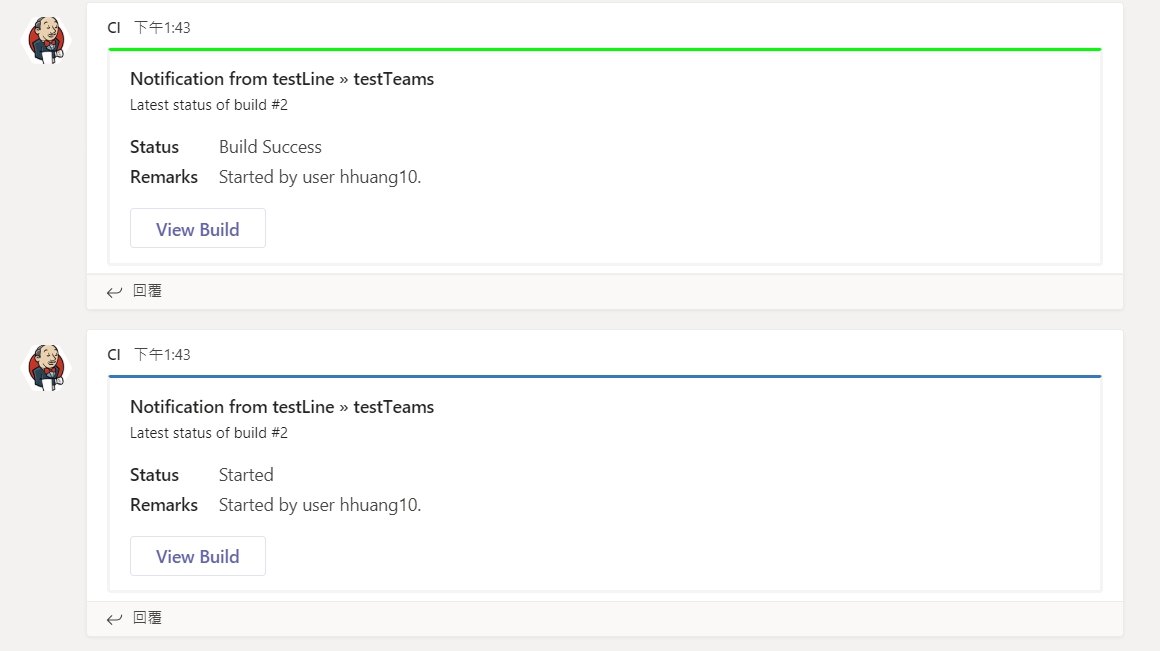 CI 下午1:43
Notification from testLine » testTeams
Latest status of build #2
Status Build Success
Remarks Started by user hhuang10.
View Build
回覆
CI 下午1:43
Notification from testLine » testTeams
Latest status of build #2
Status Started
Remarks Started by user hhuang10.
View Build
回覆